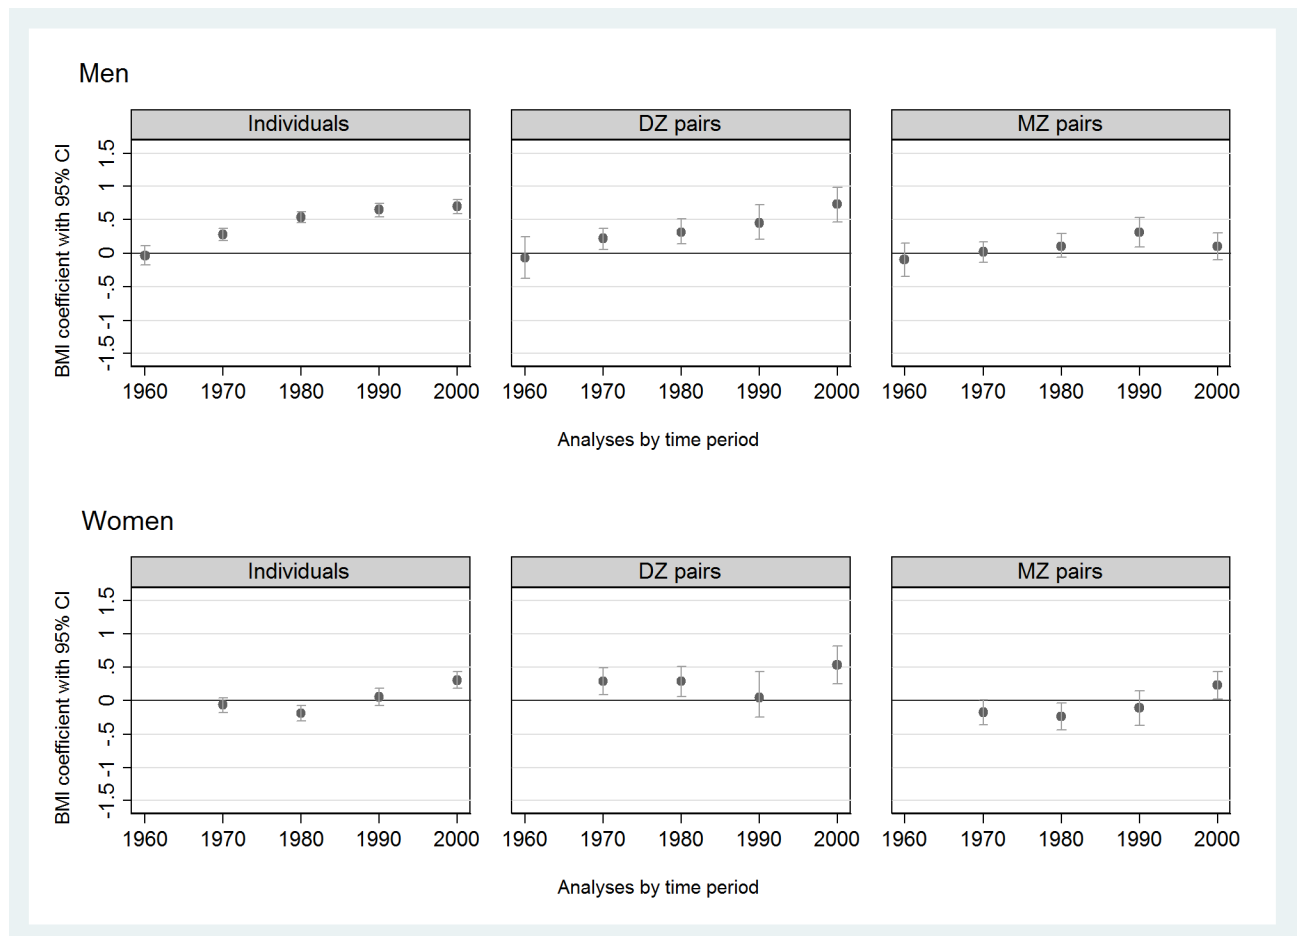 Men
Individuals
DZ pairs
MZ pairs
BMI coefficient with 95% CI
1.5
1
.5
0
-.5
-1
-1.5
1960 1970 1980 1990 2000
1960 1970 1980 1990 2000
1960 1970 1980 1990 2000
Analyses by time period
Women
Individuals
DZ pairs
MZ pairs
BMI coefficient with 95% CI
1.5
1
.5
0
-.5
-1
-1.5
1960 1970 1980 1990 2000
1960 1970 1980 1990 2000
1960 1970 1980 1990 2000
Analyses by time period